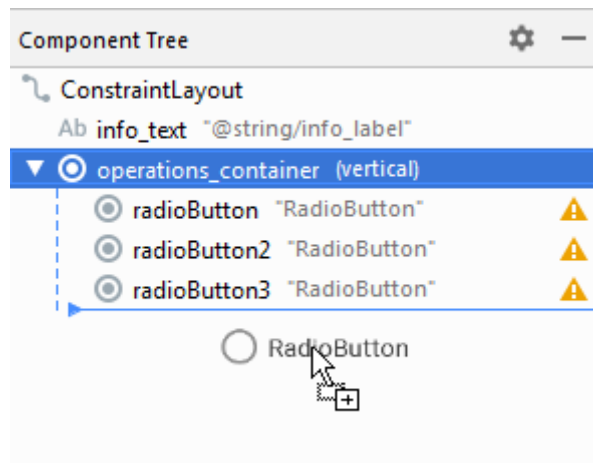 Component Tree
ConstraintLayout
Ab info_text "@string/info_label"
operations_container (vertical)
radioButton "RadioButton"
radioButton2 "RadioButton"
radioButton3 "RadioButton"
RadioButton